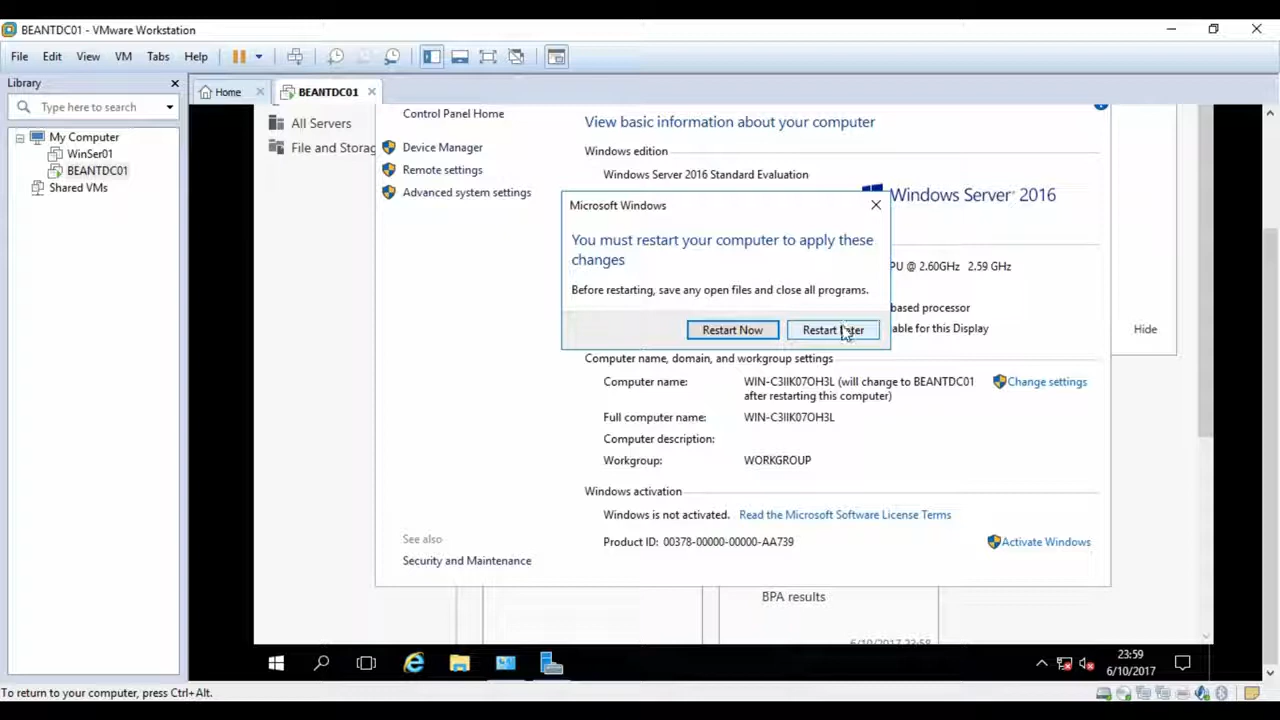 BEANTDC01 - VMware Workstation
File Edit View VM Tabs Help
Library
Type here to search
My Computer
WinSer01
BEANTDC01
Shared VMs
Home
BEANTDC01
All Servers
File and Storag
Control Panel Home
Device Manager
Remote settings
Advanced system settings
See also
Security and Maintenance
View basic information about your computer
Windows edition
Windows Server 2016 Standard Evaluation
Windows Server 2016
Microsoft Windows
You must restart your computer to apply these
changes
Before restarting, save any open files and close all programs.
Restart Now
Restart Later
PU @ 2.60GHz 2.59 GHz
based processor
able for this Display
Hide
Computer name, domain, and workgroup settings
Computer name: WIN-C3IIK07OH3L (will change to BEANTDC01
after restarting this computer)
Change settings
Full computer name: WIN-C3IIK07OH3L
Computer description:
Workgroup: WORKGROUP
Windows activation
Windows is not activated. Read the Microsoft Software License Terms
Product ID: 00378-00000-00000-AA739
Activate Windows
BPA results
6/10/2017 23:58
23:59
6/10/2017
To return to your computer, press Ctrl+Alt.